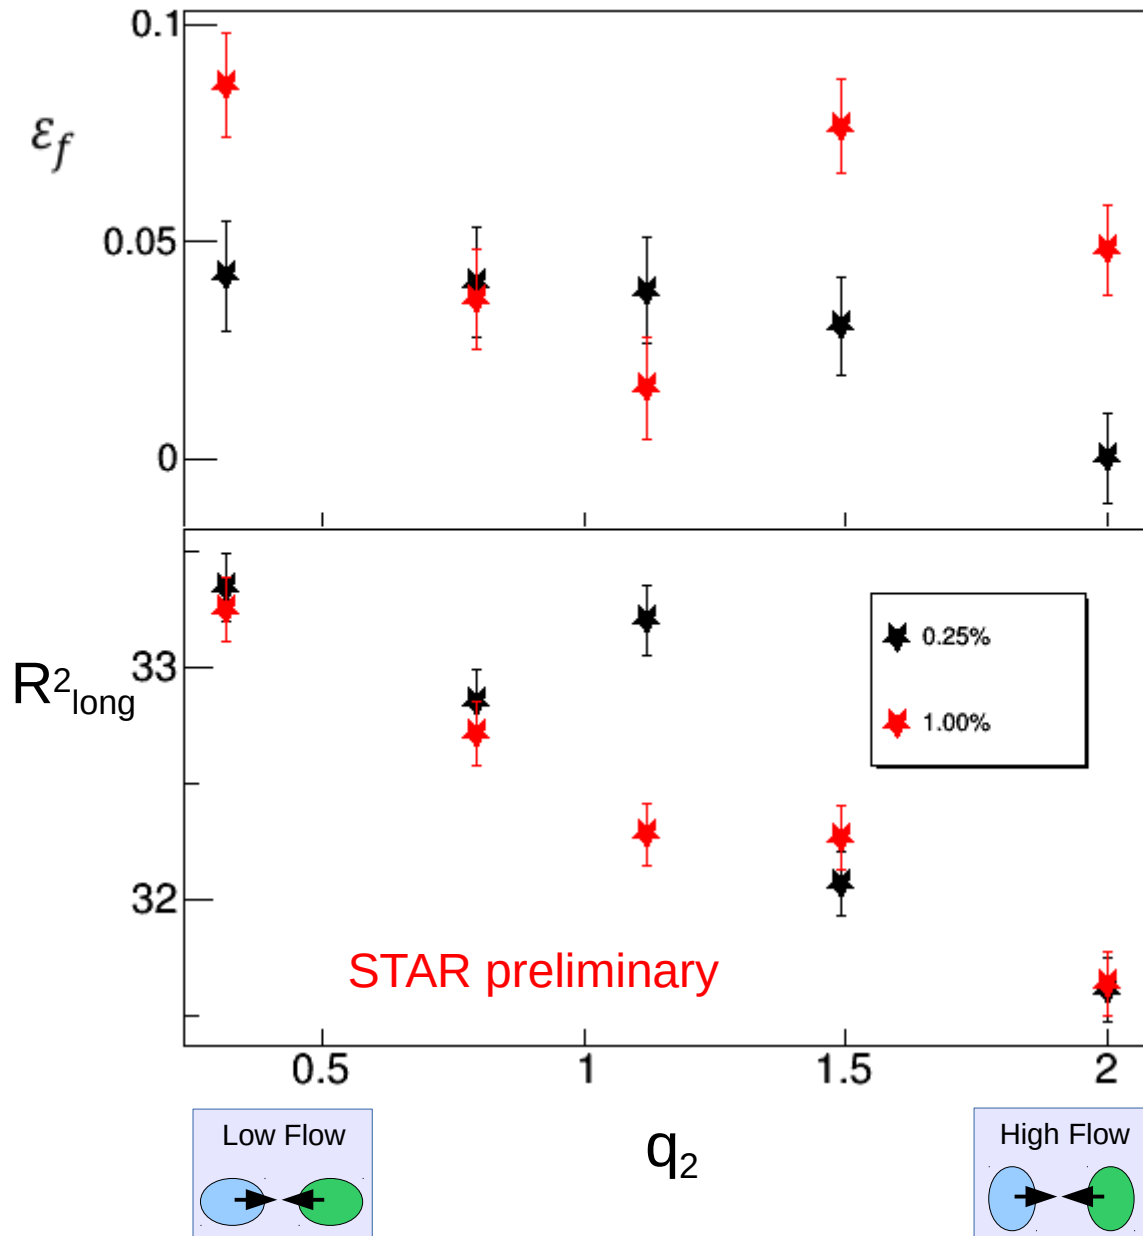 0.1
εf
0.05
0
R²long
33
32
0.25%
1.00%
STAR preliminary
0.5 1 1.5 2
q₂
Low Flow
High Flow